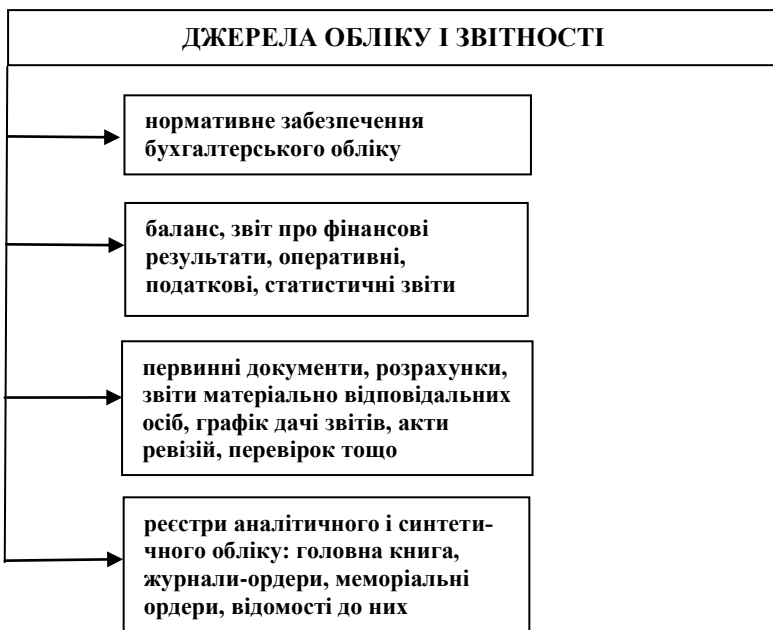 ДЖЕРЕЛА ОБЛІКУ І ЗВІТНОСТІ
нормативне забезпечення
бухгалтерського обліку
баланс, звіт про фінансові
результати, оперативні,
податкові, статистичні звіти
первинні документи, розрахунки,
звіти матеріально відповідальних
осіб, графік дачі звітів, акти
ревізій, перевірок тощо
реєстри аналітичного і синтети-
чного обліку: головна книга,
журнали-ордери, меморіальні
ордери, відомості до них